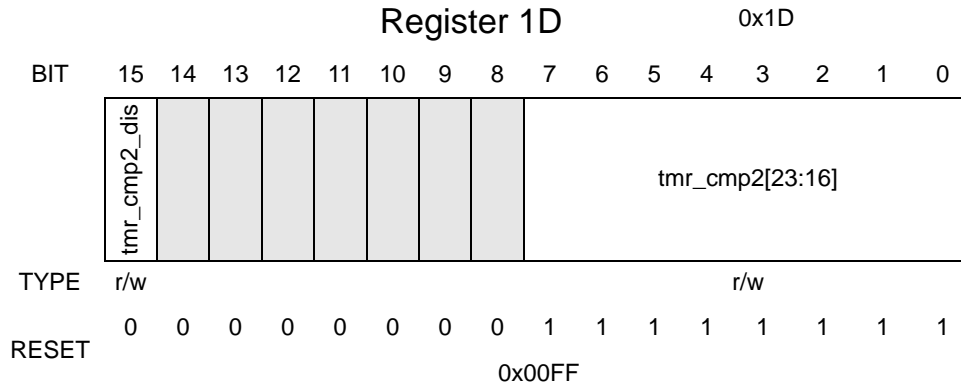 Register 1D 0x1D
BIT 15 14 13 12 11 10 9 8 7 6 5 4 3 2 1 0
tmr_cmp2_dis
tmr_cmp2[23:16]
TYPE r/w r/w
RESET 0 0 0 0 0 0 0 0 1 1 1 1 1 1 1 1
0x00FF